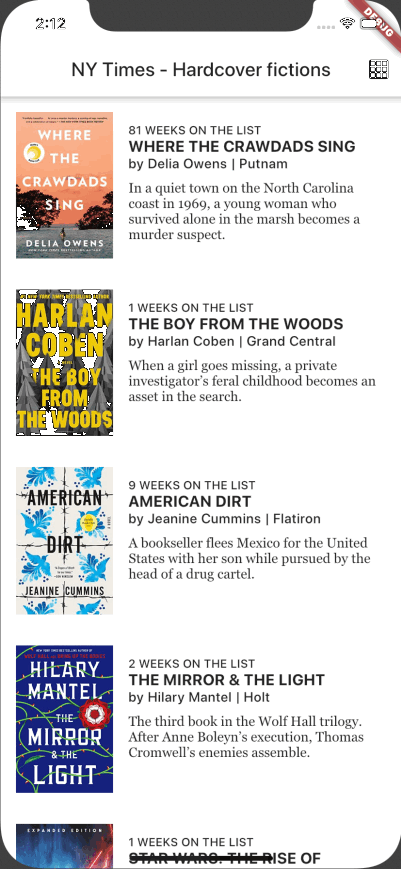 2:12
DEBUG
NY Times - Hardcover fictions
WHERE
THE
CRAWDADS
SING
DELIA OWENS
81 WEEKS ON THE LIST
WHERE THE CRAWDADS SING
by Delia Owens | Putnam
In a quiet town on the North Carolina
coast in 1969, a young woman who
survived alone in the marsh becomes a
murder suspect.
HARLAN
COBEN
THE BOY
FROM
THE WOODS
1 WEEKS ON THE LIST
THE BOY FROM THE WOODS
by Harlan Coben | Grand Central
When a girl goes missing, a private
investigator’s feral childhood becomes an
asset in the search.
AMERICAN
DIRT
JEANINE CUMMINS
9 WEEKS ON THE LIST
AMERICAN DIRT
by Jeanine Cummins | Flatiron
A bookseller flees Mexico for the United
States with her son while pursued by the
head of a drug cartel.
HILARY
MANTEL
THE
MIRROR
& THE
LIGHT
2 WEEKS ON THE LIST
THE MIRROR & THE LIGHT
by Hilary Mantel | Holt
The third book in the Wolf Hall trilogy.
After Anne Boleyn’s execution, Thomas
Cromwell’s enemies assemble.
EXPANDED EDITION
1 WEEKS ON THE LIST
STAR WARS: THE RISE OF